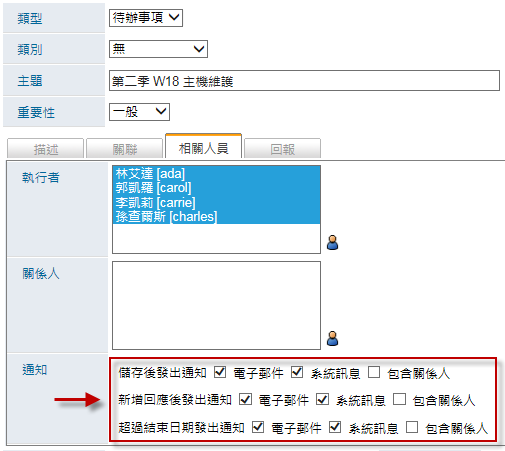 類型 待辦事項
類別 無
主題 第二季 W18 主機維護
重要性 一般
描述 關聯 相關人員 回報
執行者
林艾達 [ada]
郭凱羅 [carol]
李凱莉 [carrie]
孫查爾斯 [charles]
關係人
通知
儲存後發出通知 電子郵件 系統訊息 包含關係人
新增回應後發出通知 電子郵件 系統訊息 包含關係人
超過結束日期發出通知 電子郵件 系統訊息 包含關係人